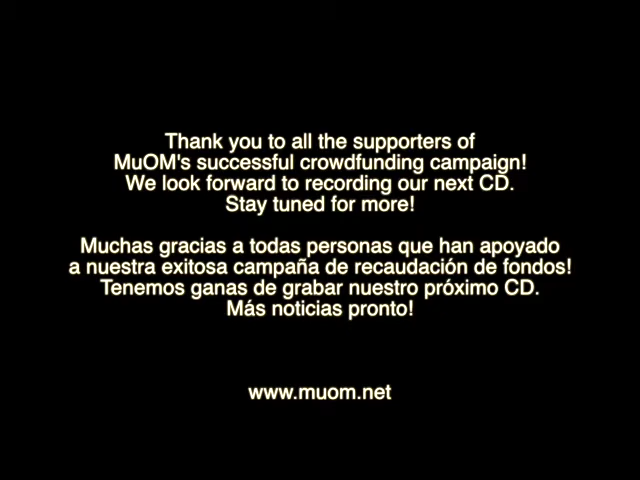 Thank you to all the supporters of
MuOM's successful crowdfunding campaign!
We look forward to recording our next CD.
Stay tuned for more!
Muchas gracias a todas personas que han apoyado
a nuestra exitosa campaña de recaudación de fondos!
Tenemos ganas de grabar nuestro próximo CD.
Más noticias pronto!
www.muom.net